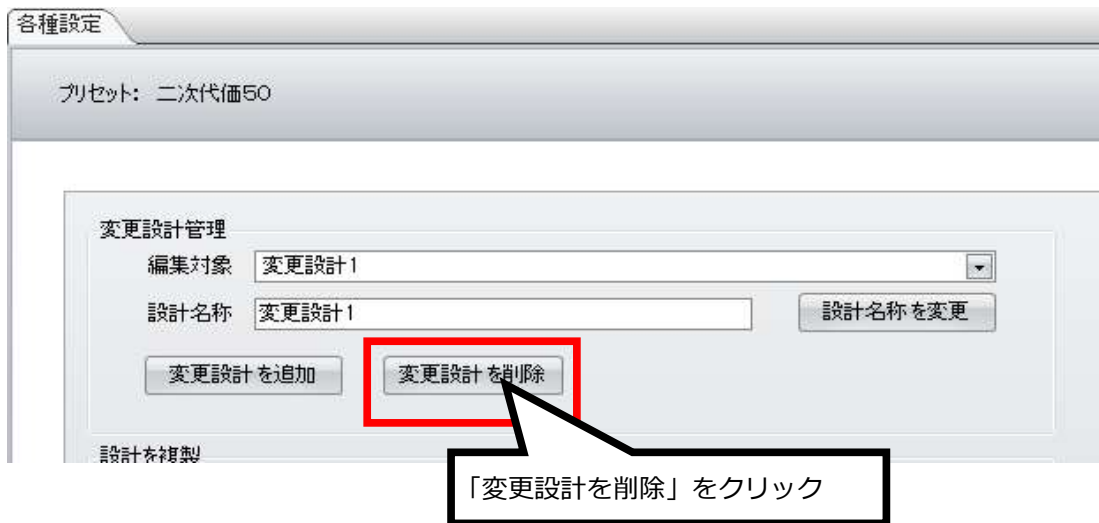 各種設定
プリセット: 二次代価50
変更設計管理
編集対象 変更設計1
設計名称 変更設計1 設計名称を変更
変更設計を追加 変更設計を削除
設計を複製
「変更設計を削除」をクリック